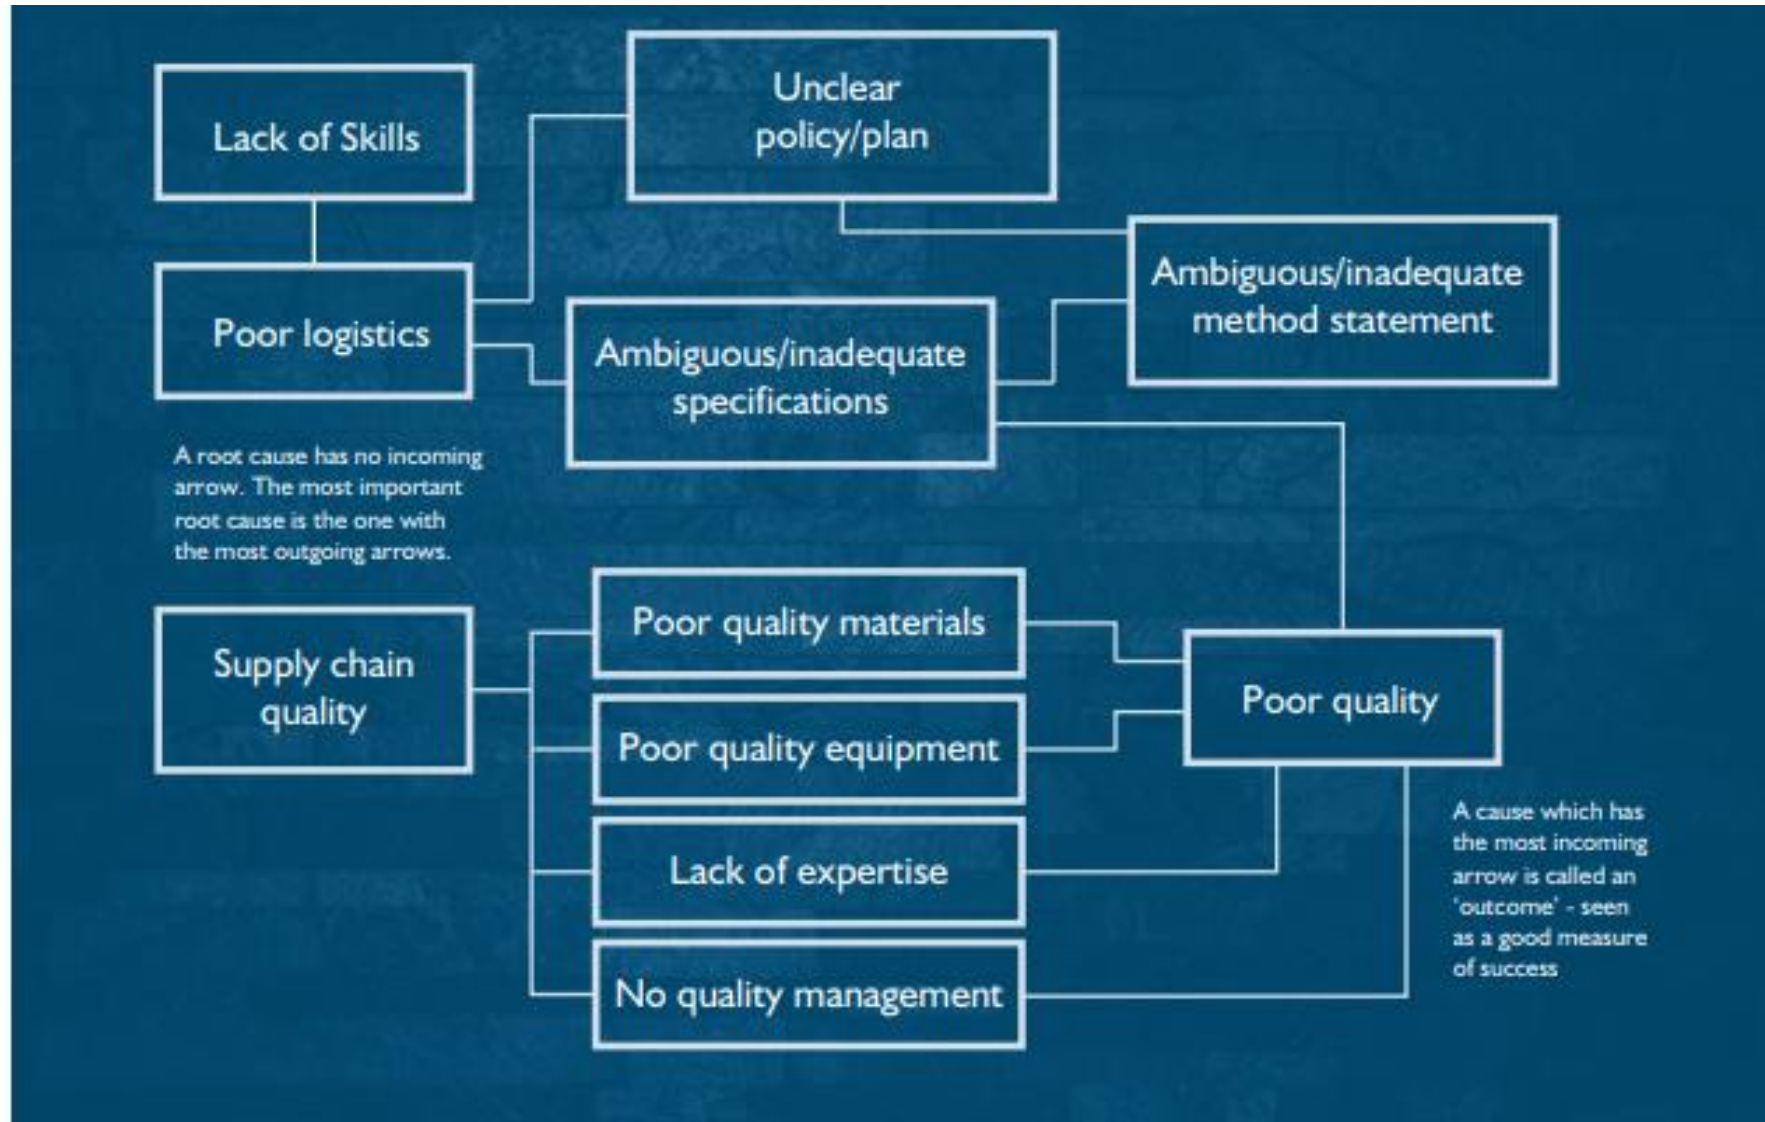 Lack of Skills
Unclear
policy/plan
Poor logistics
Ambiguous/inadequate
specifications
Ambiguous/inadequate
method statement
A root cause has no incoming
arrow. The most important
root cause is the one with
the most outgoing arrows.
Supply chain
quality
Poor quality materials
Poor quality equipment
Lack of expertise
No quality management
Poor quality
A cause which has
the most incoming
arrow is called an
‘outcome’ - seen
as a good measure
of success